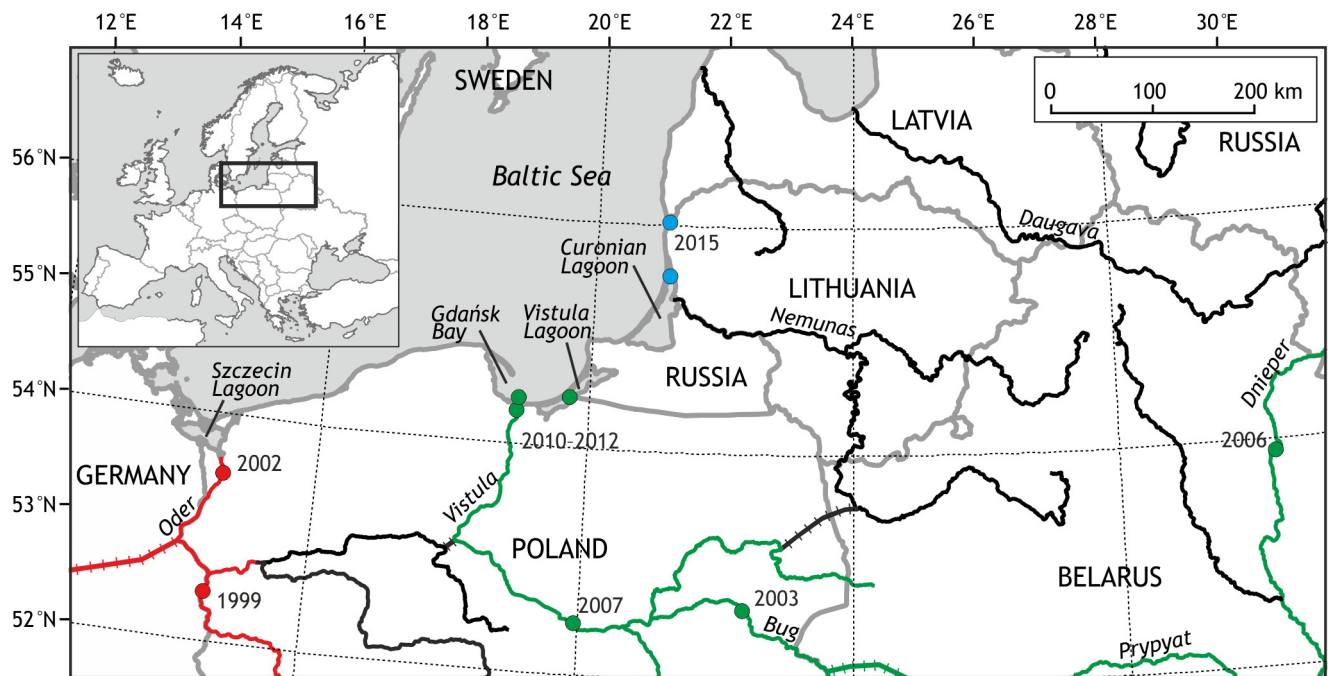 12°E 14°E 16°E 18°E 20°E 22°E 24°E 26°E 28°E 30°E
SWEDEN
0 100 200 km
LATVIA
RUSSIA
56°N
Baltic Sea
Daugava
2015
Curonian
Lagoon
55°N
LITHUANIA
Gdańsk
Bay
Vistula
Lagoon
Nemunas
Szczecin
Lagoon
RUSSIA
54°N
Dnieper
2010-2012
2006
2002
GERMANY
Oder
Vistula
53°N
POLAND
BELARUS
1999
2007
2003
Bug
52°N
Prypyat